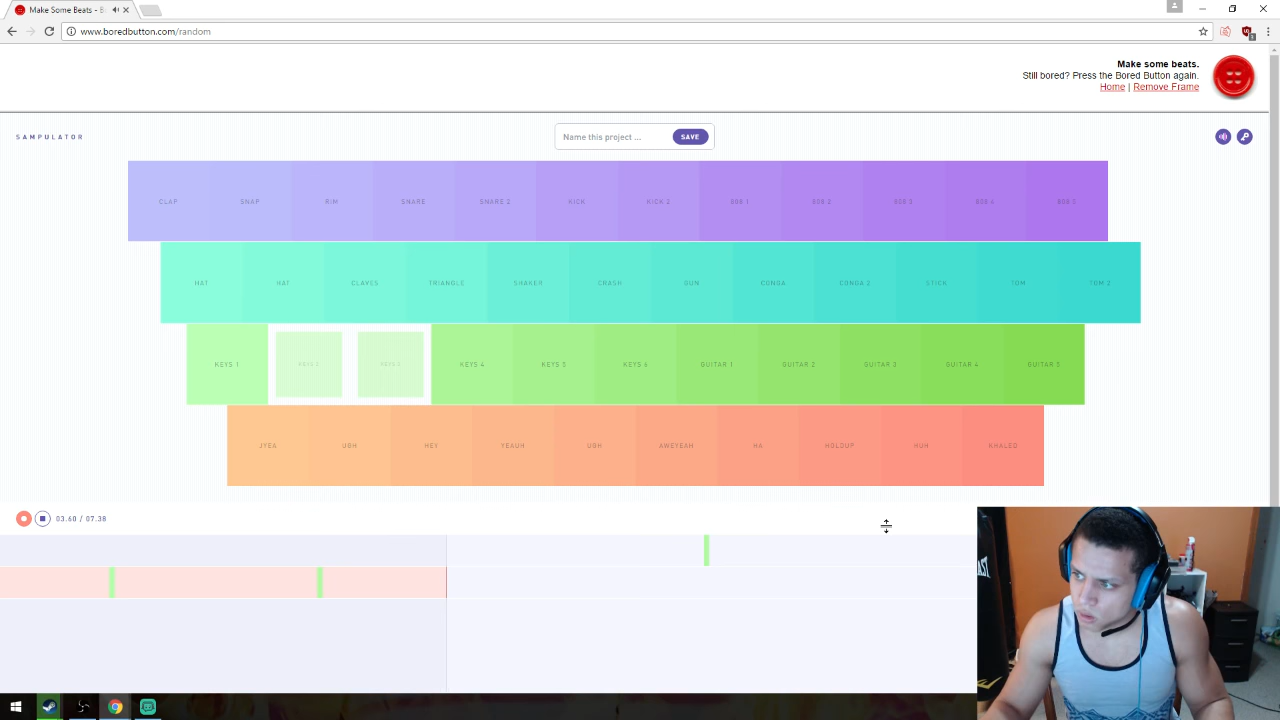 Make Some Beats - B
www.boredbutton.com/random
Make some beats.
Still bored? Press the Bored Button again.
Home | Remove Frame
SAMPULATOR
Name this project ...
SAVE
CLAP SNAP RIM SNARE SNARE 2 KICK KICK 2 808 1 808 2 808 3 808 4 808 5
HAT HAT CLAVES TRIANGLE SHAKER CRASH GUN CONGA CONGA 2 STICK TOM TOM 2
KEYS 1 KEYS 2 KEYS 3 KEYS 4 KEYS 5 KEYS 6 GUITAR 1 GUITAR 2 GUITAR 3 GUITAR 4 GUITAR 5
JYEA UGH HEY YEAUH UGH AWEYEAH HA HOLDUP HUH KHALED
03.60 / 07.38